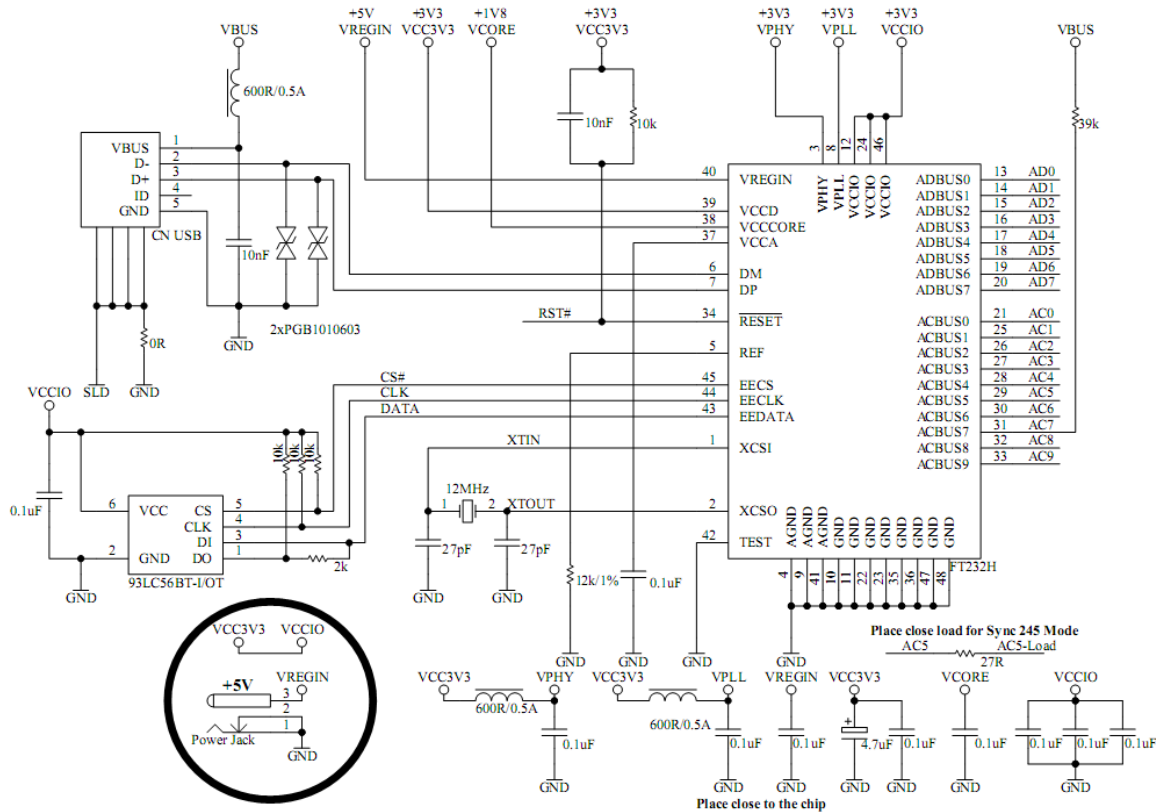 +5V +3V3 +1V8 +3V3 +3V3 +3V3 +3V3
VBUS VREGIN VCC3V3 VCORE VCC3V3 VPHY VPLL VCCIO VBUS
600R/0.5A
10nF 10k 39k
3 8 12 24 46
VPHY VPLL VCCIO VCCIO VCCIO
VBUS 1
D- 2
D+ 3
ID 4
GND 5
CN USB
10nF
2xPGB1010603
GND
0R
SLD GND
40 VREGIN
39 VCCD
38 VCCCORE
37 VCCA
6 DM
7 DP
RST# 34 RESET
5 REF
CS# 45 EECS
CLK 44 EECLK
DATA 43 EEDATA
XTIN 1 XCSI
XTOUT 2 XCSO
42 TEST
ADBUS0 13 AD0
ADBUS1 14 AD1
ADBUS2 15 AD2
ADBUS3 16 AD3
ADBUS4 17 AD4
ADBUS5 18 AD5
ADBUS6 19 AD6
ADBUS7 20 AD7
ACBUS0 21 AC0
ACBUS1 25 AC1
ACBUS2 26 AC2
ACBUS3 27 AC3
ACBUS4 28 AC4
ACBUS5 29 AC5
ACBUS6 30 AC6
ACBUS7 31 AC7
ACBUS8 32 AC8
ACBUS9 33 AC9
AGND AGND AGND GND GND GND GND GND GND GND GND
4 9 41 10 11 22 23 35 36 47 48
FT232H
VCCIO
10k 10k 10k
0.1uF
6 VCC CS 5
CLK 4
DI 3
2 GND DO 1
93LC56BT-I/OT
2k
GND
12MHz
1 2
27pF 27pF
GND GND
12k/1%
0.1uF
GND GND GND GND
VCC3V3 VCCIO
+5V
VREGIN
3
2
1
Power Jack
GND
Place close load for Sync 245 Mode
AC5 AC5-Load
27R
VCC3V3 VPHY VCC3V3 VPLL VREGIN VCC3V3 VCORE VCCIO
600R/0.5A 600R/0.5A
0.1uF 0.1uF 0.1uF + 4.7uF 0.1uF 0.1uF 0.1uF 0.1uF 0.1uF
GND GND GND GND GND GND GND
Place close to the chip